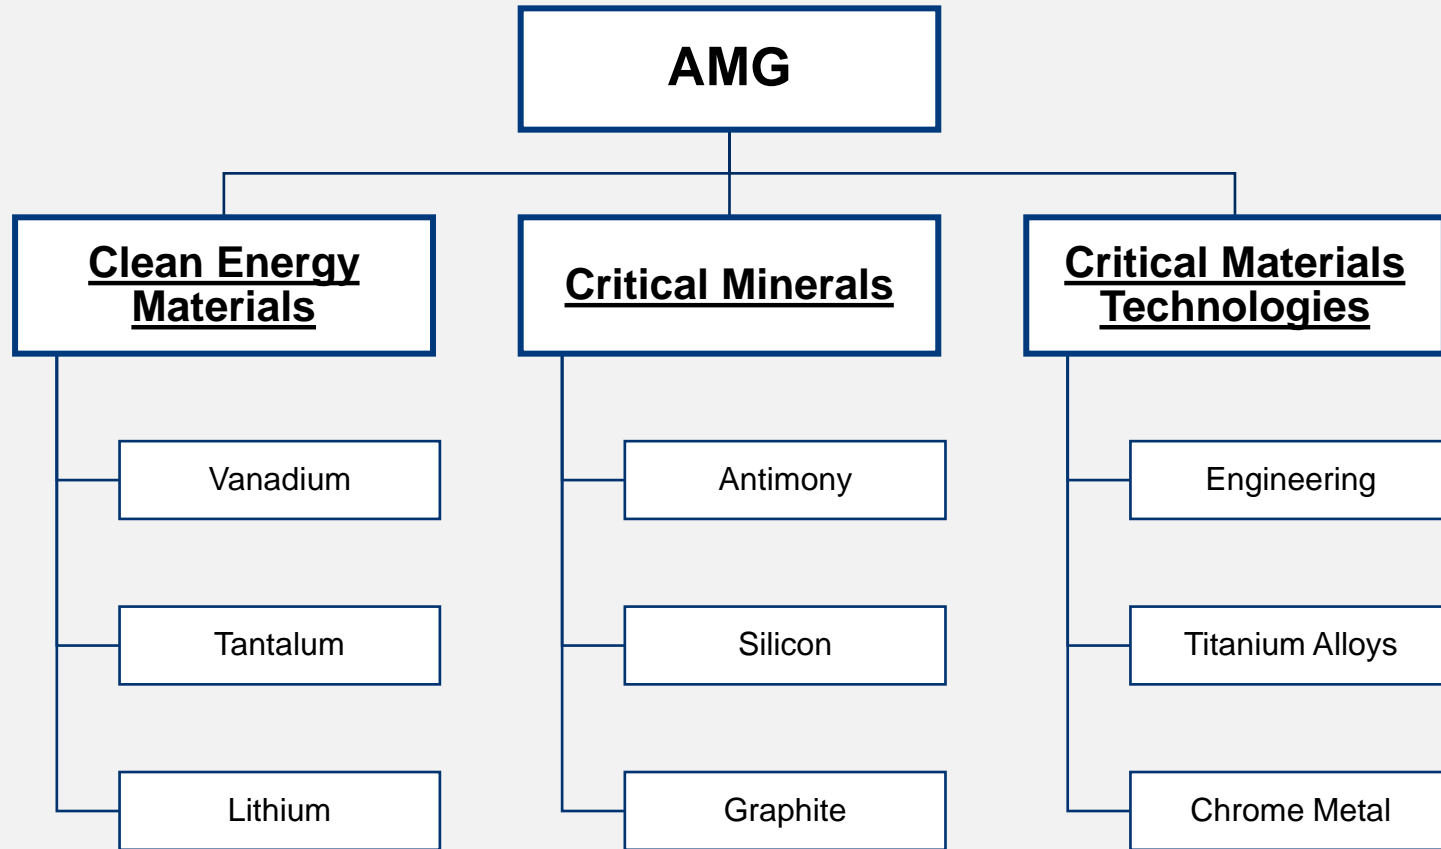 AMG
Clean Energy
Materials
Critical Minerals
Critical Materials
Technologies
Vanadium
Antimony
Engineering
Tantalum
Silicon
Titanium Alloys
Lithium
Graphite
Chrome Metal